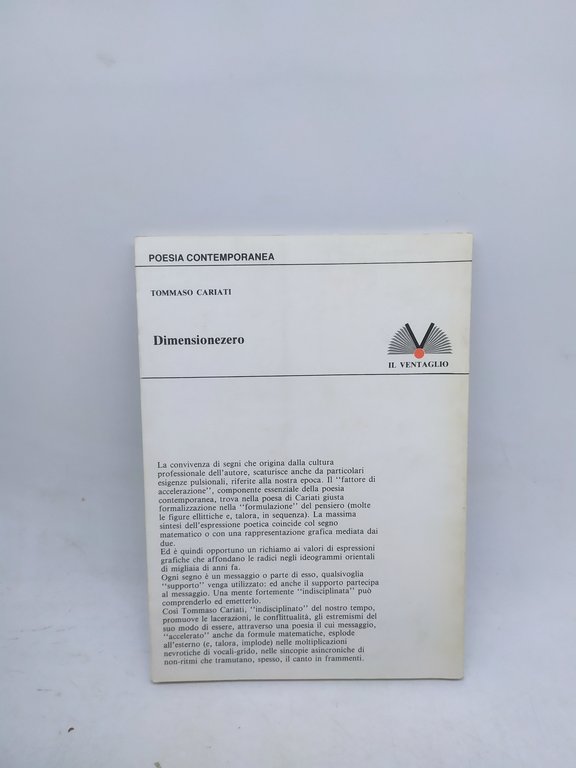 POESIA CONTEMPORANEA
TOMMASO CARIATI
Dimensionezero
IL VENTAGLIO
La convivenza di segni che origina dalla cultura
professionale dell'autore, scaturisce anche da particolari
esigenze pulsionali, riferite alla nostra epoca. Il "fattore di
accelerazione", componente essenziale della poesia
contemporanea, trova nella poesa di Cariati giusta
formalizzazione nella "formulazione" del pensiero (molte
le figure ellittiche e, talora, in sequenza). La massima
sintesi dell'espressione poetica coincide col segno
matematico o con una rappresentazione grafica mediata dai
due.
Ed è quindi opportuno un richiamo ai valori di espressioni
grafiche che affondano le radici negli ideogrammi orientali
di migliaia di anni fa.
Ogni segno è un messaggio o parte di esso, qualsivoglia
"supporto" venga utilizzato: ed anche il supporto partecipa
al messaggio. Una mente fortemente "indisciplinata" può
comprenderlo ed emetterlo.
Così Tommaso Cariati, "indisciplinato" del nostro tempo,
promuove le lacerazioni, le conflittualità, gli estremismi del
suo modo di essere, attraverso una poesia il cui messaggio,
"accelerato" anche da formule matematiche, esplode
all'esterno (e, talora, implode) nelle moltiplicazioni
nevrotiche di vocali-grido, nelle sincopie asincroniche di
non-ritmi che tramutano, spesso, il canto in frammenti.